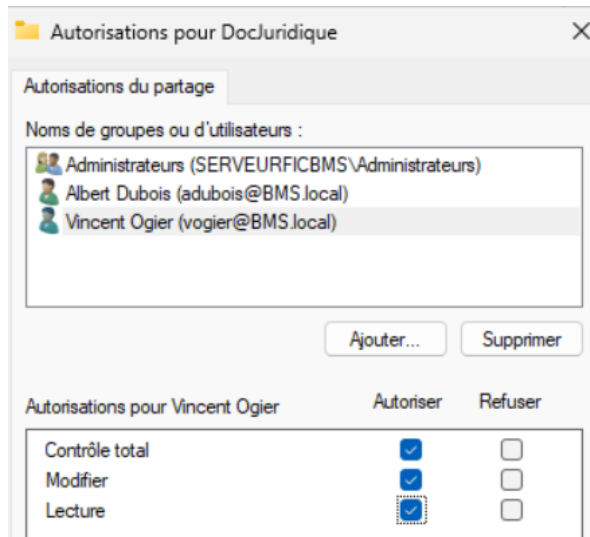 Autorisations pour DocJuridique
Autorisations du partage
Noms de groupes ou d'utilisateurs :
Administrateurs (SERVEURFICBMS\Administrateurs)
Albert Dubois (adubois@BMS.local)
Vincent Ogier (vogier@BMS.local)
Ajouter... Supprimer
Autorisations pour Vincent Ogier Autoriser Refuser
Contrôle total
Modifier
Lecture